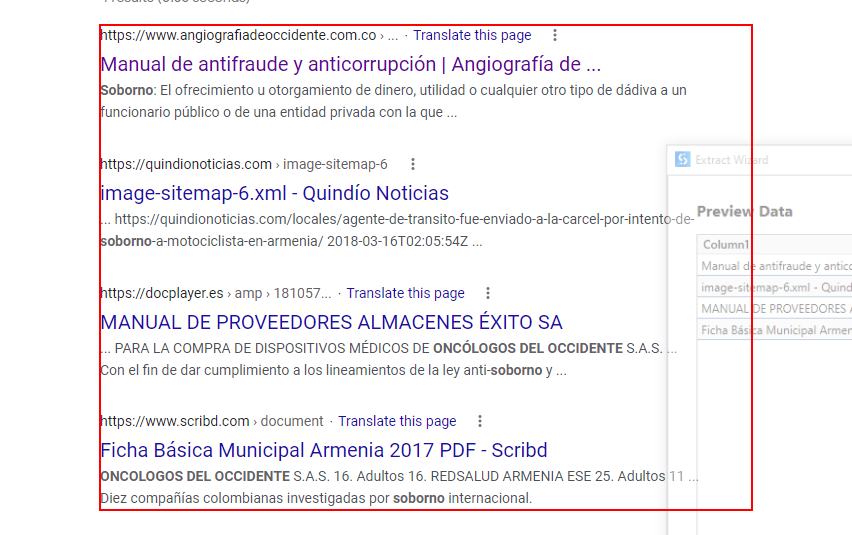 https://www.angiografiadeoccidente.com.co › ... · Translate this page
Manual de antifraude y anticorrupción | Angiografía de ...
Soborno: El ofrecimiento u otorgamiento de dinero, utilidad o cualquier otro tipo de dádiva a un
funcionario público o de una entidad privada con la que ...
https://quindionoticias.com › image-sitemap-6
image-sitemap-6.xml - Quindío Noticias
... https://quindionoticias.com/locales/agente-de-transito-fue-enviado-a-la-carcel-por-intento-de-
soborno-a-motociclista-en-armenia/ 2018-03-16T02:05:54Z ...
https://docplayer.es › amp › 181057... · Translate this page
MANUAL DE PROVEEDORES ALMACENES ÉXITO SA
... PARA LA COMPRA DE DISPOSITIVOS MÉDICOS DE ONCÓLOGOS DEL OCCIDENTE S.A.S. ...
Con el fin de dar cumplimiento a los lineamientos de la ley anti-soborno y ...
https://www.scribd.com › document · Translate this page
Ficha Básica Municipal Armenia 2017 PDF - Scribd
ONCOLOGOS DEL OCCIDENTE S.A.S. 16. Adultos 16. REDSALUD ARMENIA ESE 25. Adultos 11 ...
Diez compañías colombianas investigadas por soborno internacional.
Extract Wizard
Preview Data
Column1
Manual de antifraude y antico
image-sitemap-6.xml - Quind
MANUAL DE PROVEEDORES
Ficha Básica Municipal Armen